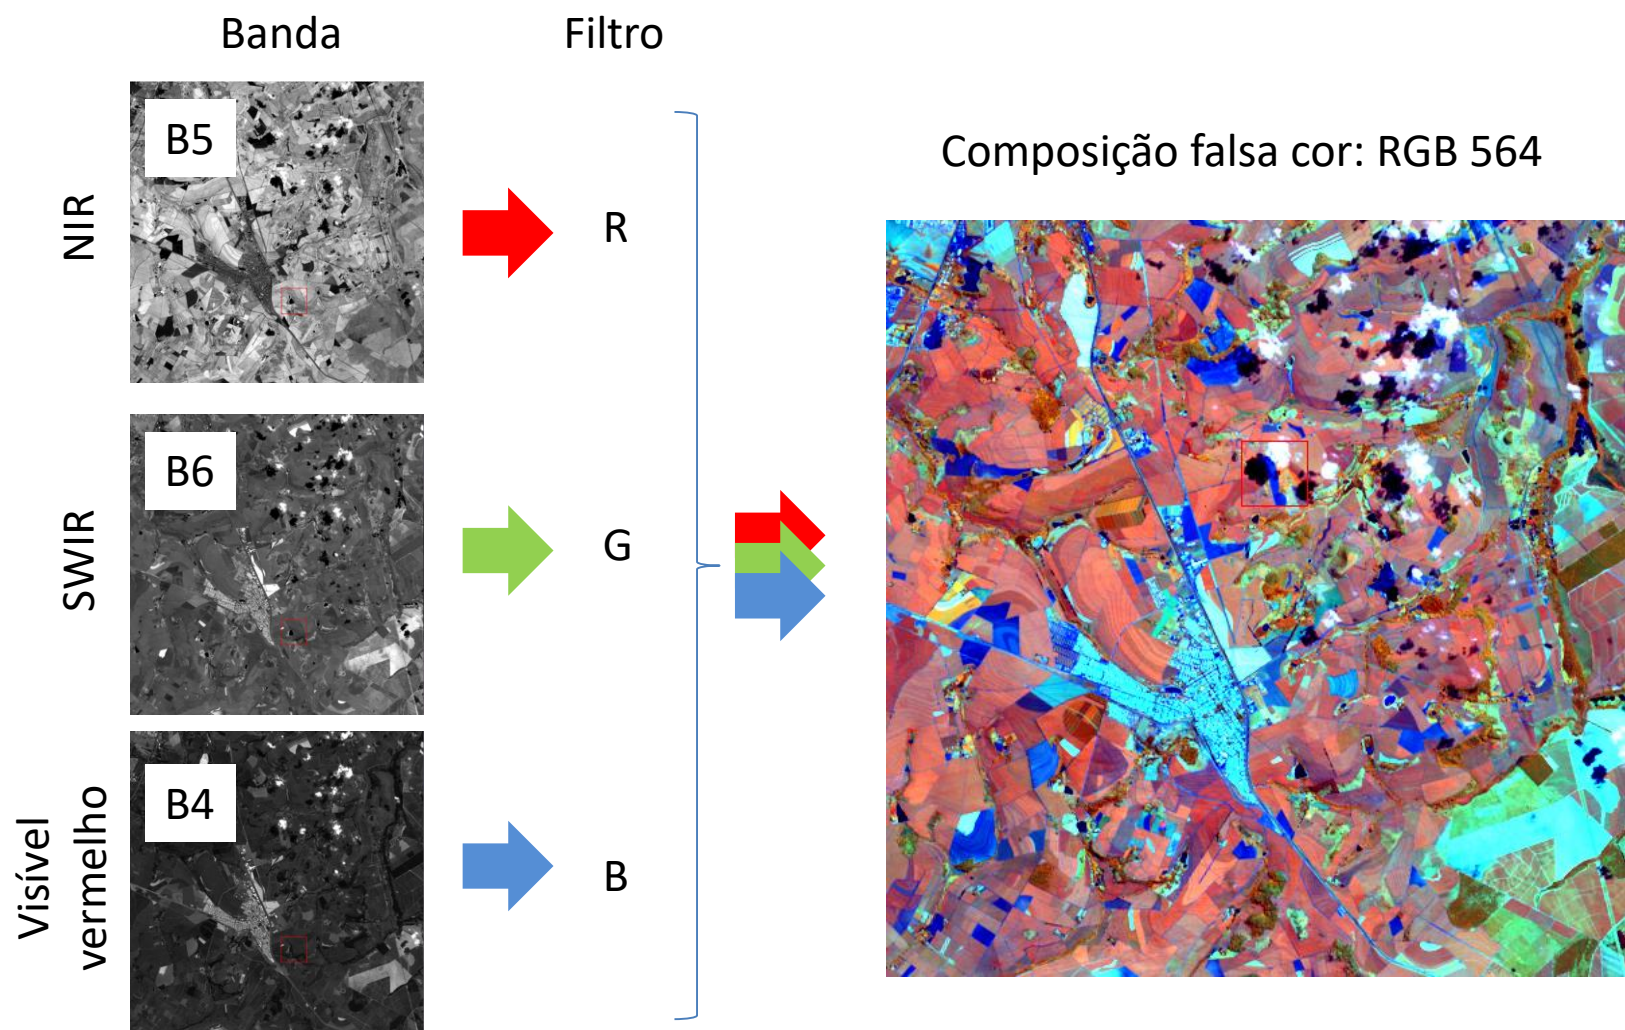 Banda
Filtro
B5
NIR
R
Composição falsa cor: RGB 564
B6
SWIR
G
B4
Visível
vermelho
B